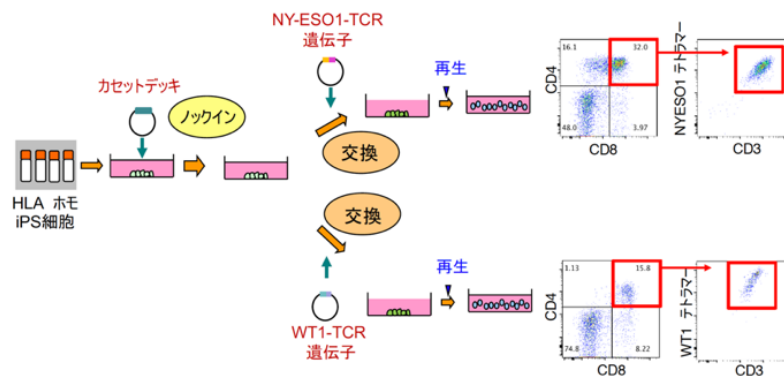 NY-ESO1-TCR
遺伝子
カセットデッキ
ノックイン
再生
交換
HLA ホモ
iPS細胞
16.1
32.0
48.0
3.97
CD4
CD8
NYESO1 テトラマー
CD3
交換
再生
WT1-TCR
遺伝子
1.13
15.8
74.8
8.22
CD4
CD8
WT1 テトラマー
CD3